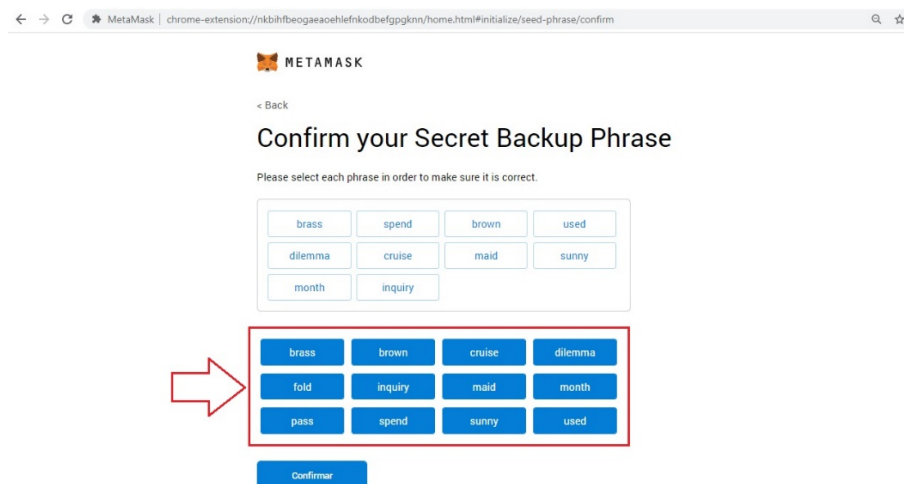 MetaMask | chrome-extension://nkbihfbeogaeaoehlefnkodbefgpgknn/home.html#initialize/seed-phrase/confirm
METAMASK
< Back
Confirm your Secret Backup Phrase
Please select each phrase in order to make sure it is correct.
brass spend brown used
dilemma cruise maid sunny
month inquiry
brass brown cruise dilemma
fold inquiry maid month
pass spend sunny used
Confirmar